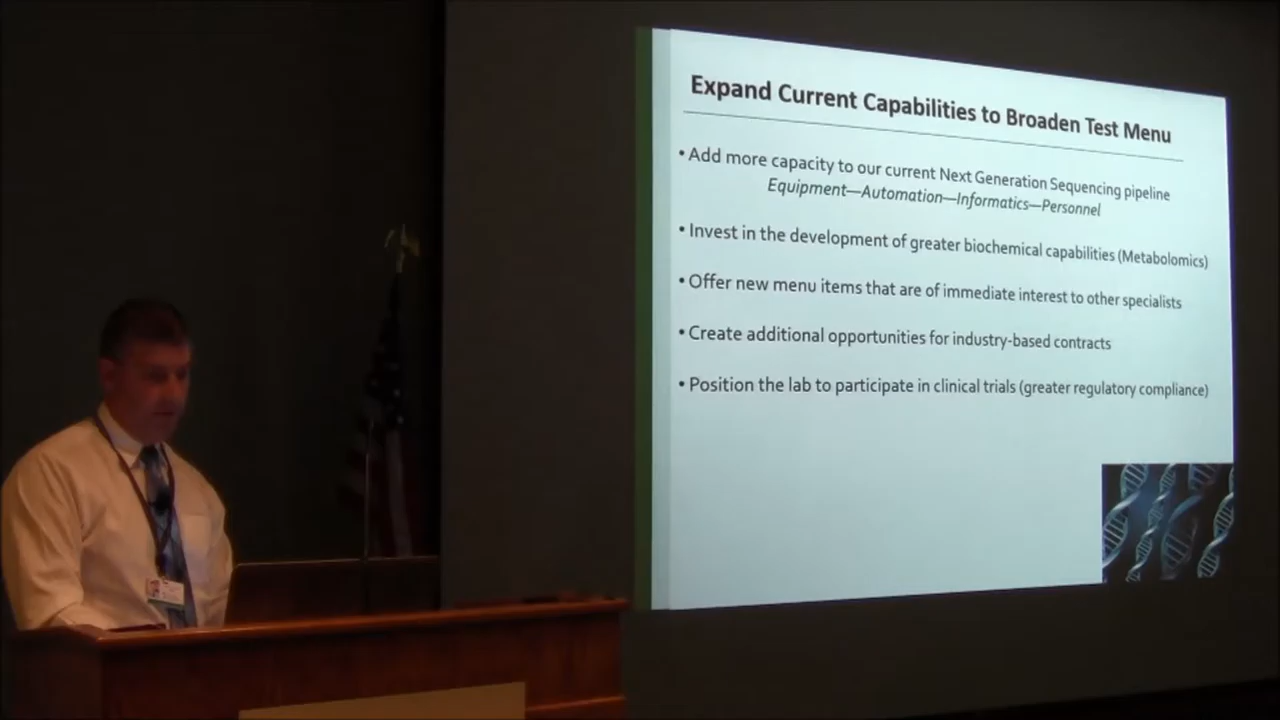 Expand Current Capabilities to Broaden Test Menu
• Add more capacity to our current Next Generation Sequencing pipeline
Equipment—Automation—Informatics—Personnel
• Invest in the development of greater biochemical capabilities (Metabolomics)
• Offer new menu items that are of immediate interest to other specialists
• Create additional opportunities for industry-based contracts
• Position the lab to participate in clinical trials (greater regulatory compliance)